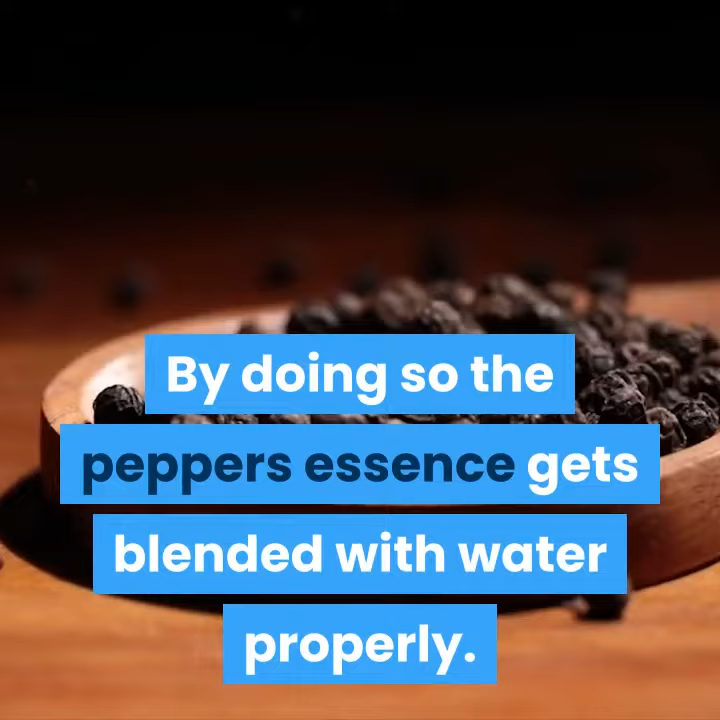 By doing so the
peppers essence gets
blended with water
properly.